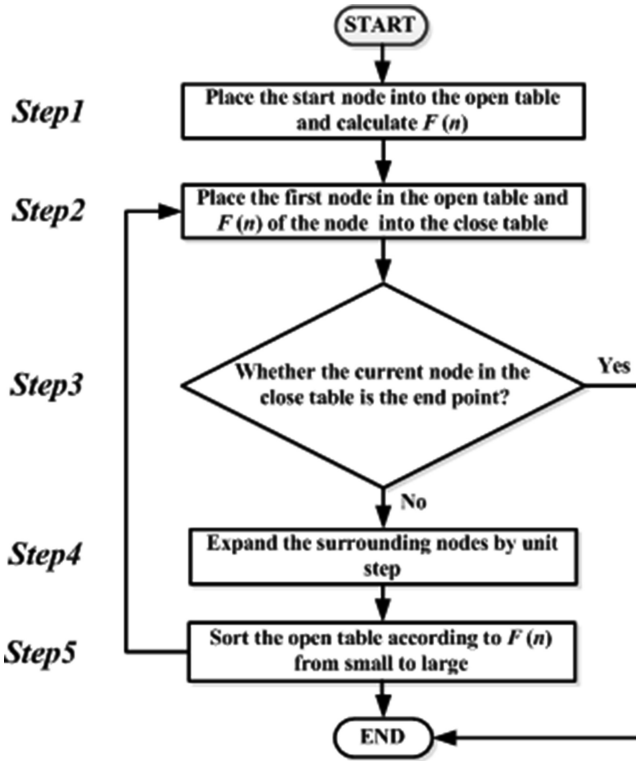 START
Step1
Place the start node into the open table
and calculate F (n)
Step2
Place the first node in the open table and
F (n) of the node into the close table
Step3
Whether the current node in the
close table is the end point?
Yes
No
Step4
Expand the surrounding nodes by unit
step
Step5
Sort the open table according to F (n)
from small to large
END